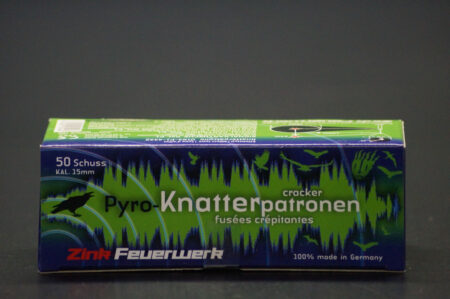 50 Schuss
KAL. 15mm
Pyro-Knatterpatronen
cracker
fusées crépitantes
Zink Feuerwerk
100% made in Germany